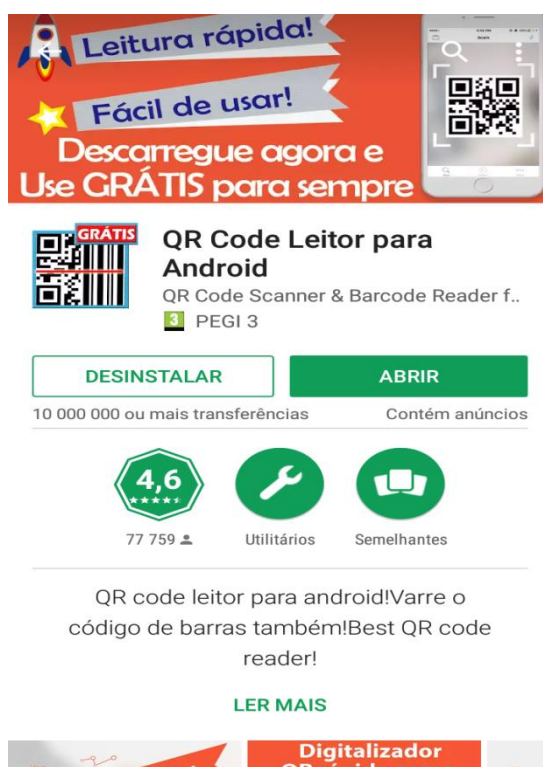 Leitura rápida!
Fácil de usar!
Descarregue agora e
Use GRÁTIS para sempre
GRÁTIS
QR Code Leitor para
Android
QR Code Scanner & Barcode Reader f..
3 PEGI 3
DESINSTALAR
ABRIR
10 000 000 ou mais transferências
Contém anúncios
4,6
77 759
Utilitários
Semelhantes
QR code leitor para android!Varre o
código de barras também!Best QR code
reader!
LER MAIS
Digitalizador